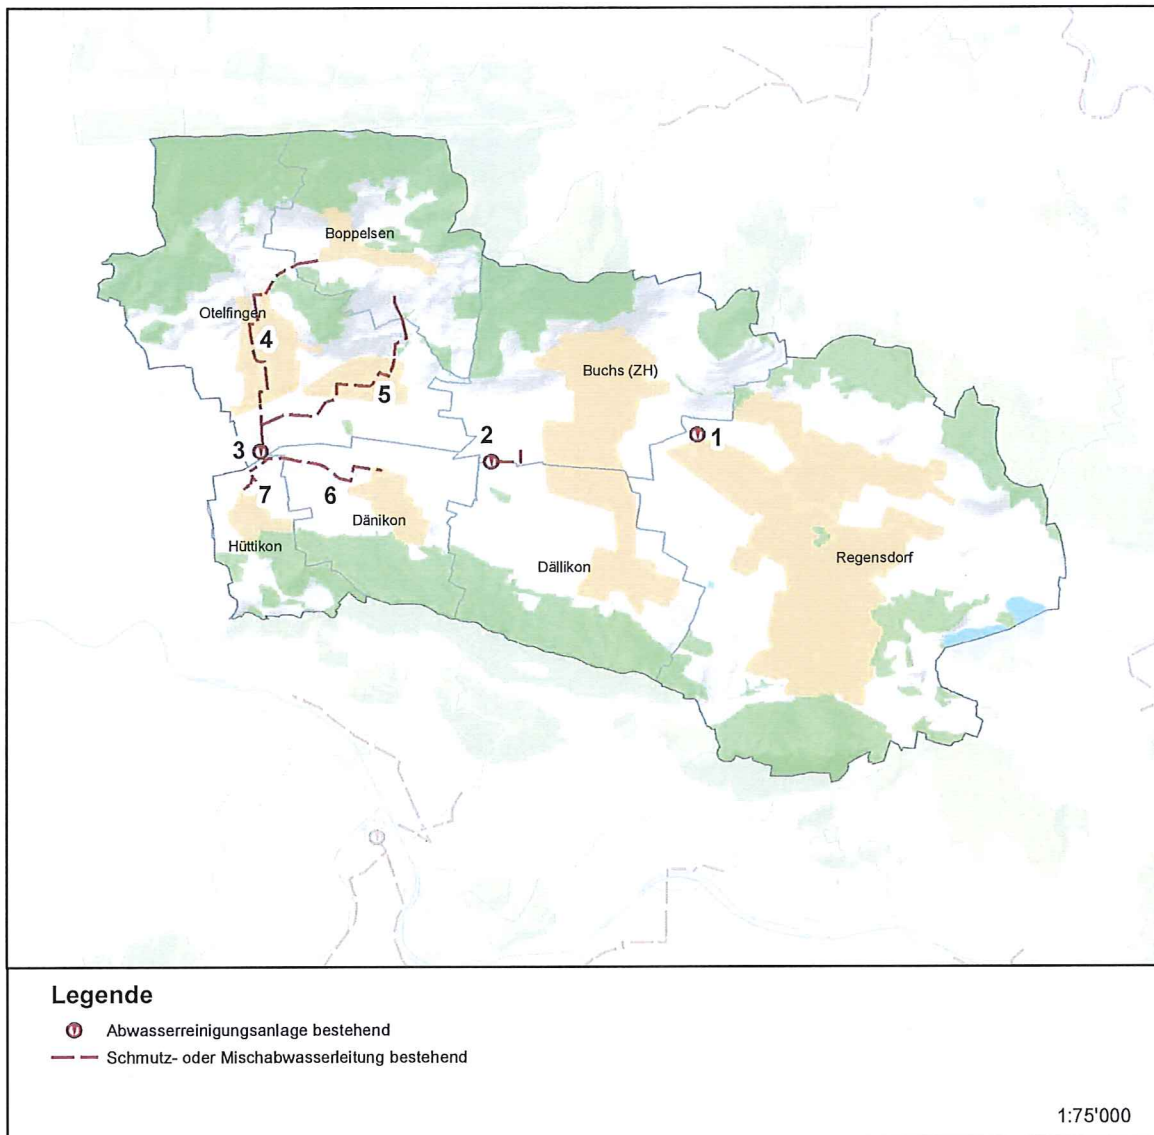 Boppelsen
Otelfingen
4
Buchs (ZH)
5
2
1
3
7
6
Dänikon
Hüttikon
Dällikon
Regensdorf
Legende
Abwasserreinigungsanlage bestehend
Schmutz- oder Mischabwasserleitung bestehend
1:75'000